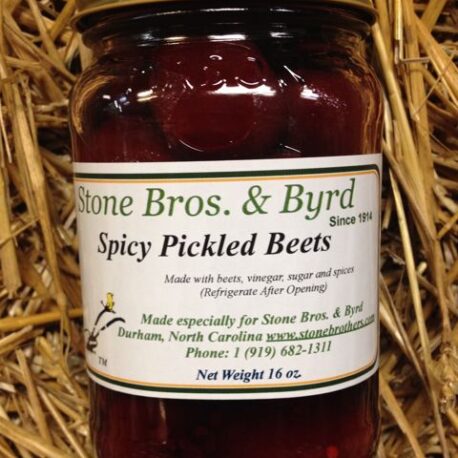 Stone Bros. & Byrd
Since 1914
Spicy Pickled Beets
Made with beets, vinegar, sugar and spices
(Refrigerate After Opening)
Made especially for Stone Bros. & Byrd
Durham, North Carolina www.stonebrothers.com
Phone: 1 (919) 682-1311
TM
Net Weight 16 oz.